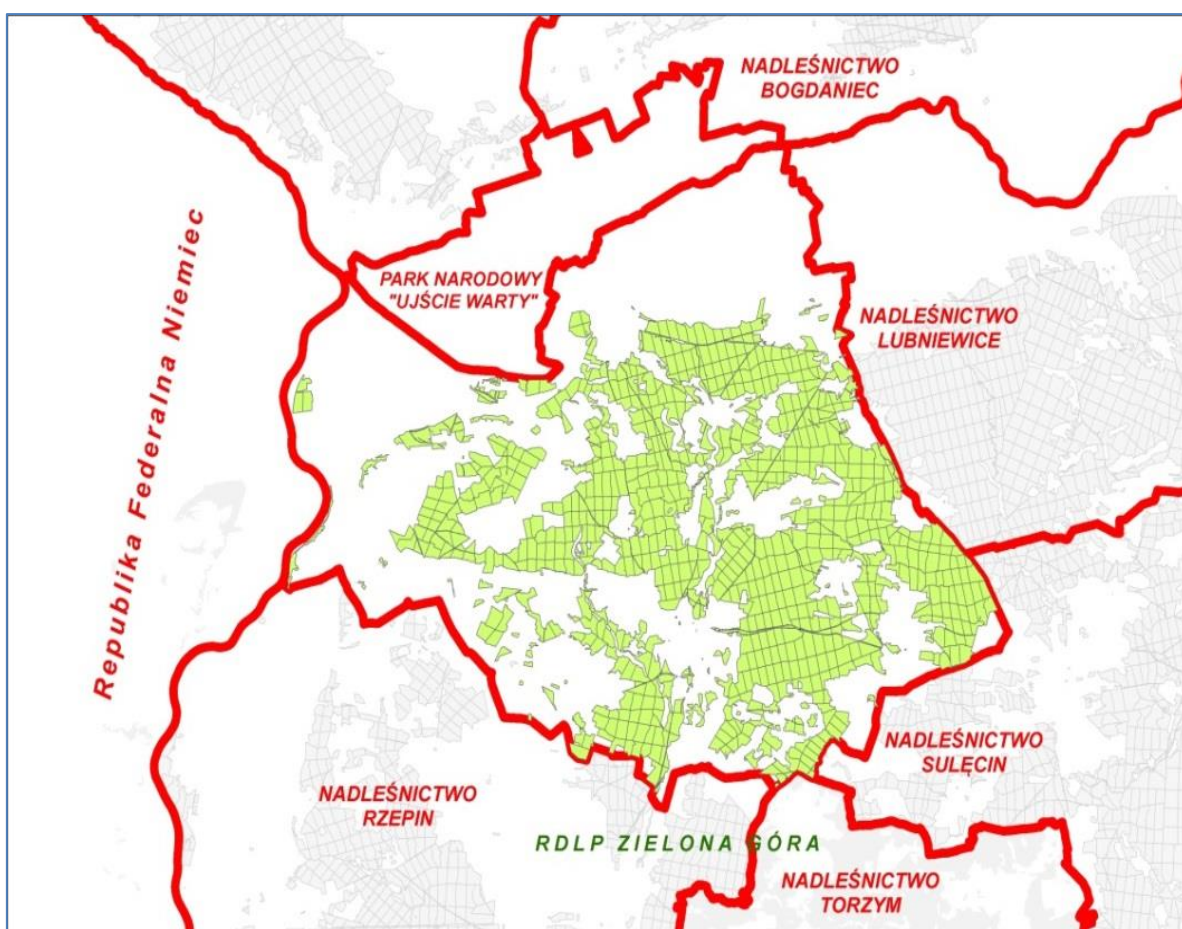 NADLEŚNICTWO
BOGDANIEC
Republika Federalna Niemiec
PARK NARODOWY
"UJŚCIE WARTY"
NADLEŚNICTWO
LUBNIEWICE
NADLEŚNICTWO
SULĘCIN
NADLEŚNICTWO
RZEPIN
RDLP ZIELONA GÓRA
NADLEŚNICTWO
TORZYM